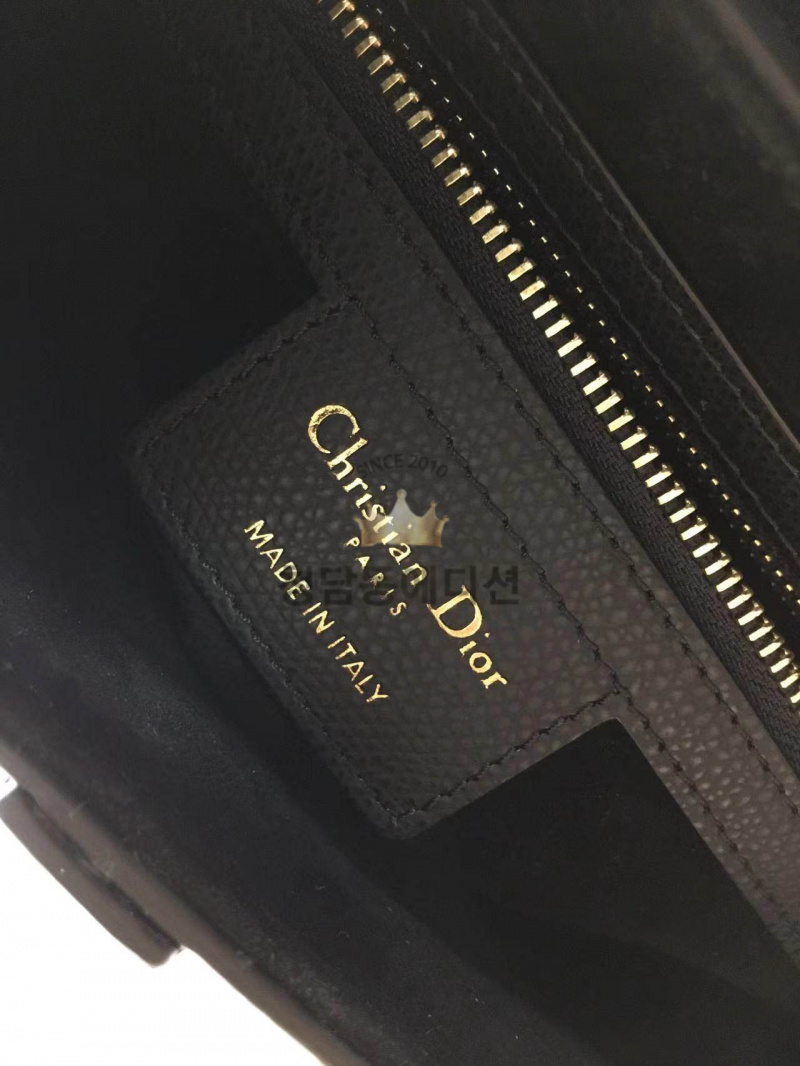 Christian Dior
PARIS
MADE IN ITALY
SINCE 2010
청담동에디션